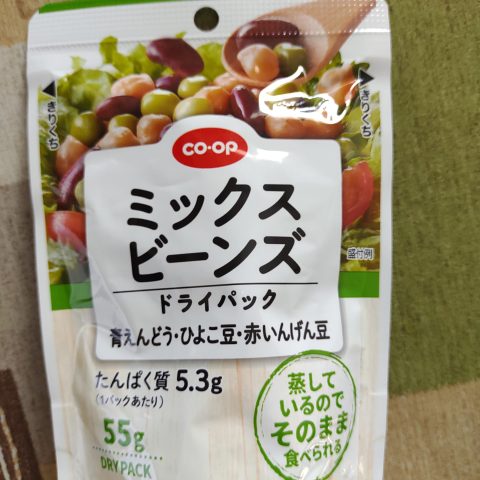 きりくち
きりくち
CO·OP
ミックス
ビーンズ
盛付例
ドライパック
青えんどう・ひよこ豆・赤いんげん豆
たんぱく質 5.3g
(1パックあたり)
55g
DRY PACK
蒸して
いるので
そのまま
食べられる